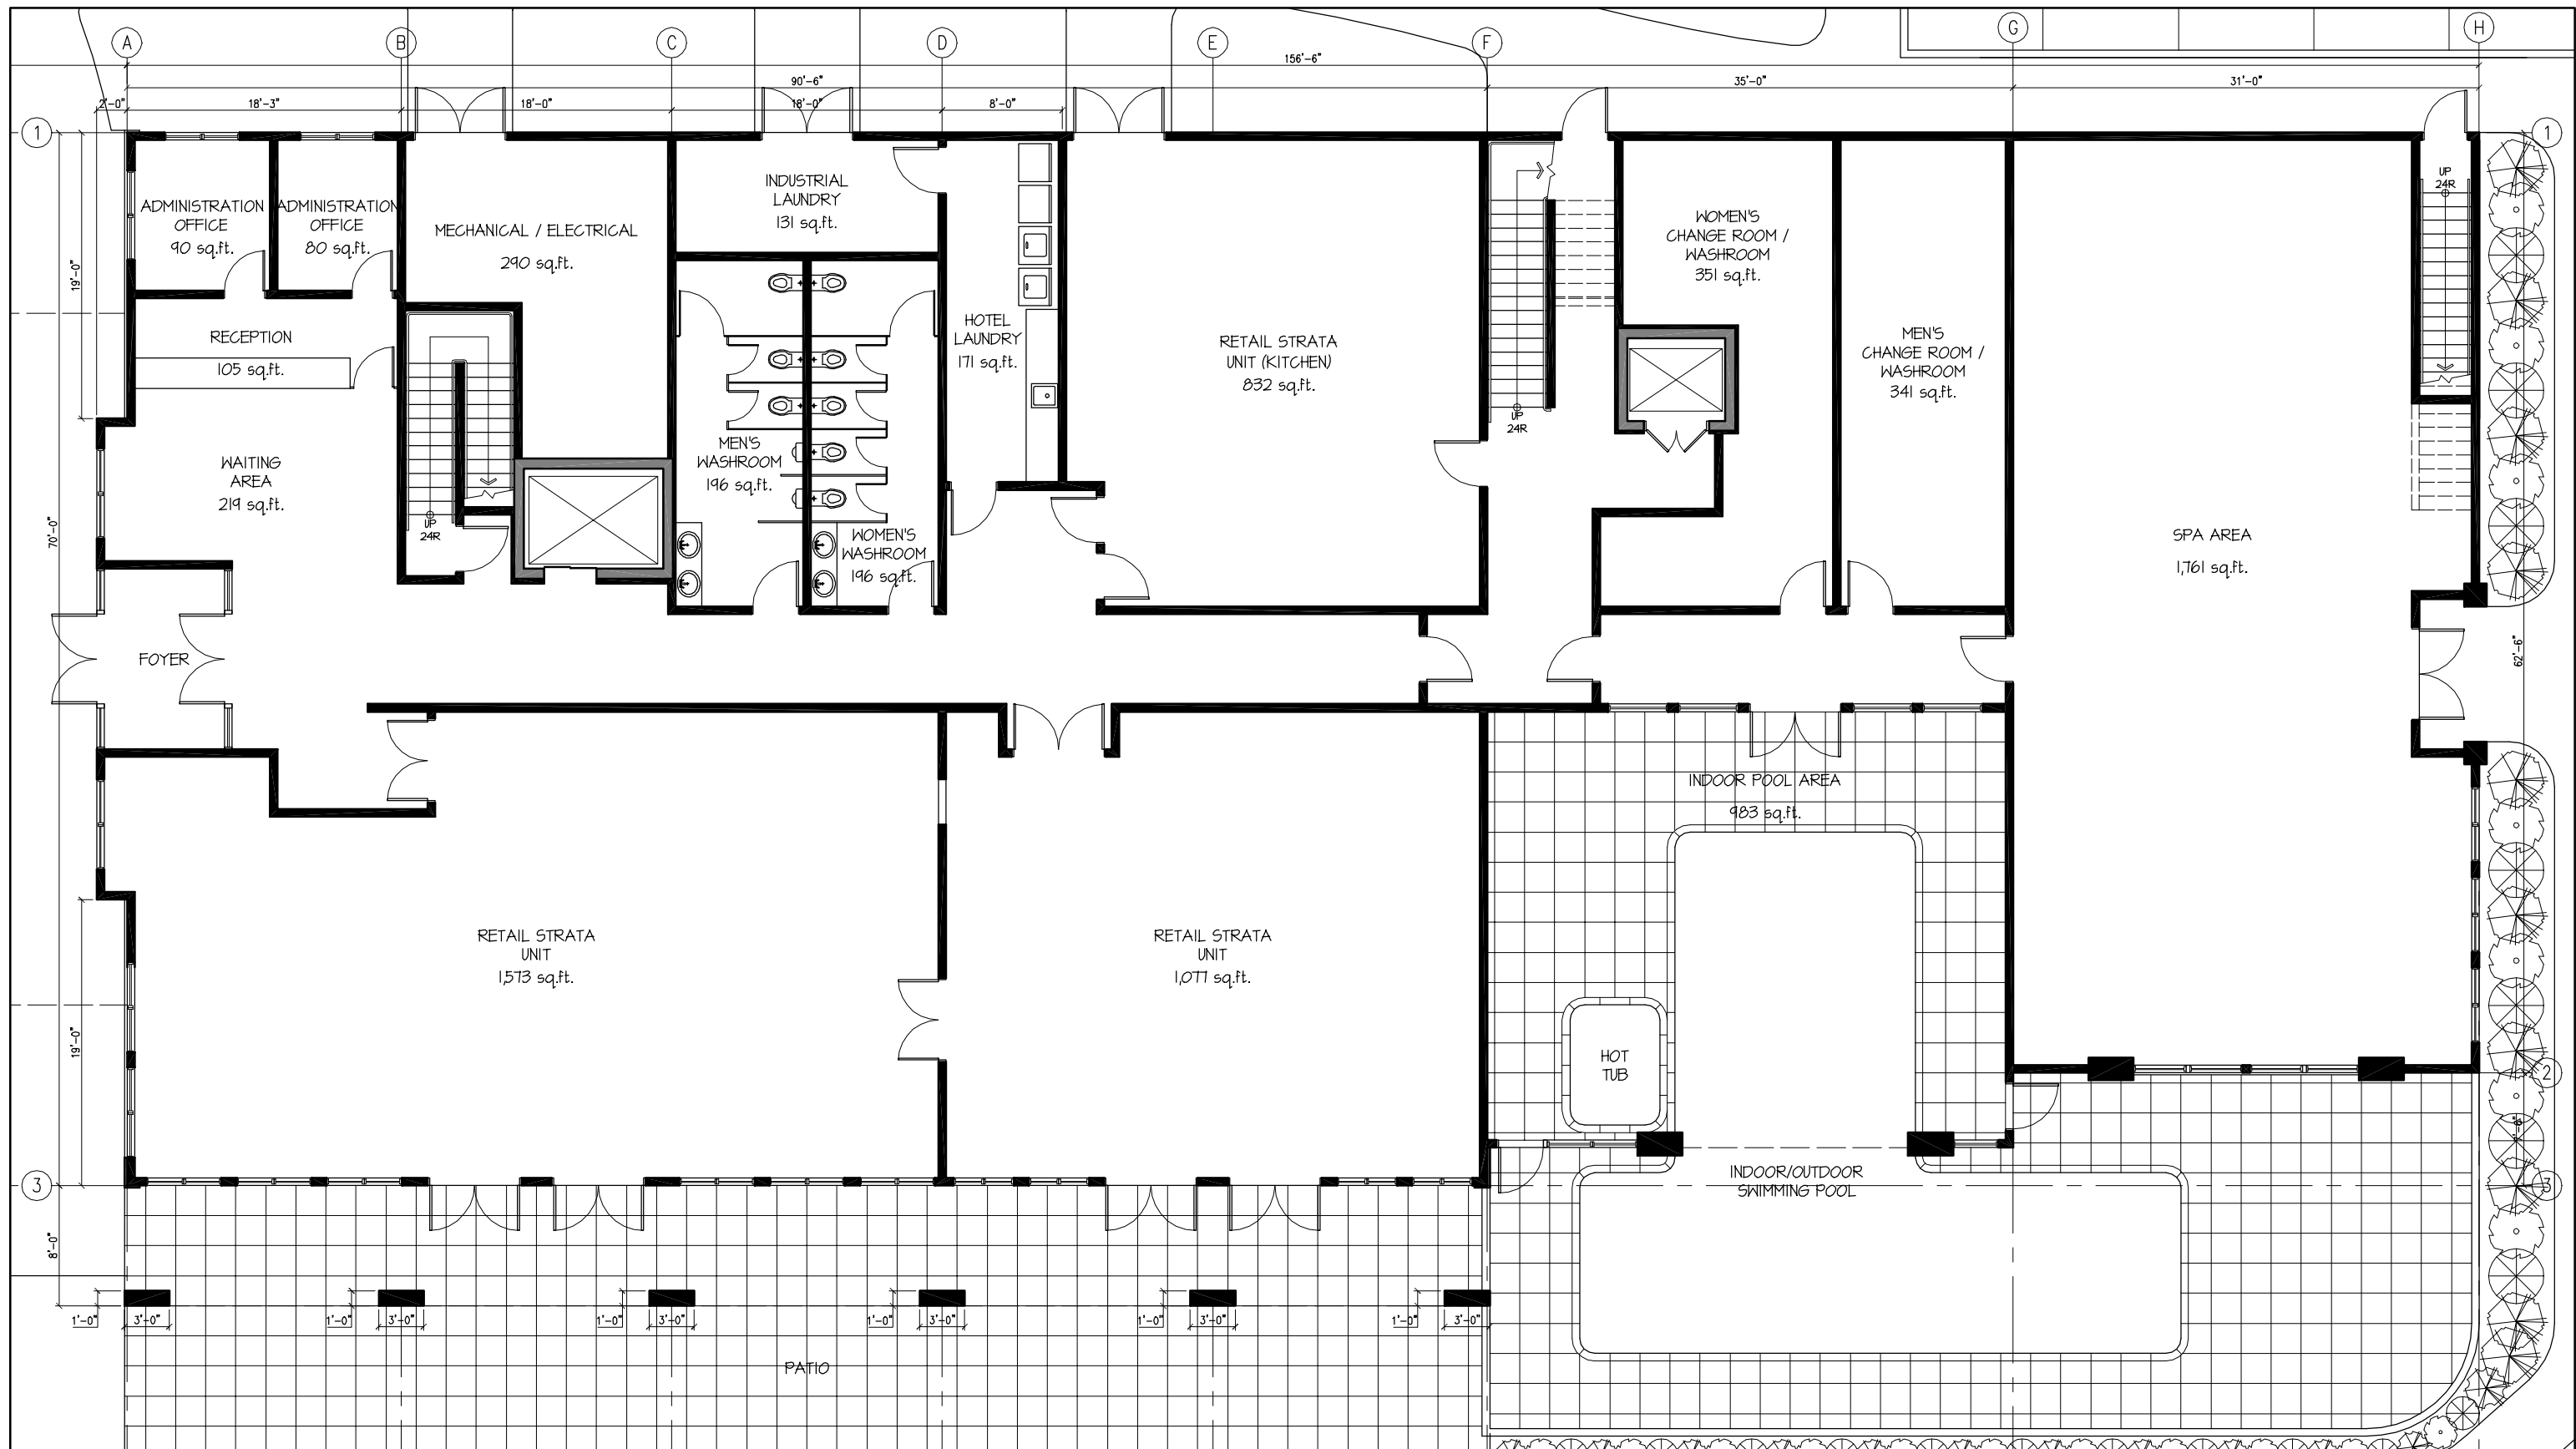 A
B
C
D
E
F
G
H
156'-6"
90'-6"
35'-0"
31'-0"
2'-0"
18'-3"
18'-0"
18'-0"
8'-0"
1
1
ADMINISTRATION
OFFICE
90 sq.ft.
ADMINISTRATION
OFFICE
80 sq.ft.
MECHANICAL / ELECTRICAL
290 sq.ft.
INDUSTRIAL
LAUNDRY
131 sq.ft.
HOTEL
LAUNDRY
171 sq.ft.
RETAIL STRATA
UNIT (KITCHEN)
832 sq.ft.
UP
24R
WOMEN'S
CHANGE ROOM /
WASHROOM
351 sq.ft.
MEN'S
CHANGE ROOM /
WASHROOM
341 sq.ft.
UP
24R
19'-0"
RECEPTION
105 sq.ft.
WAITING
AREA
219 sq.ft.
UP
24R
MEN'S
WASHROOM
196 sq.ft.
WOMEN'S
WASHROOM
196 sq.ft.
SPA AREA
1,761 sq.ft.
70'-0"
62'-6"
FOYER
INDOOR POOL AREA
983 sq.ft.
RETAIL STRATA
UNIT
1,573 sq.ft.
RETAIL STRATA
UNIT
1,077 sq.ft.
19'-0"
HOT
TUB
2
INDOOR/OUTDOOR
SWIMMING POOL
3
3
8'-0"
1'-0"
3'-0"
1'-0"
3'-0"
1'-0"
3'-0"
1'-0"
3'-0"
1'-0"
3'-0"
1'-0"
3'-0"
PATIO